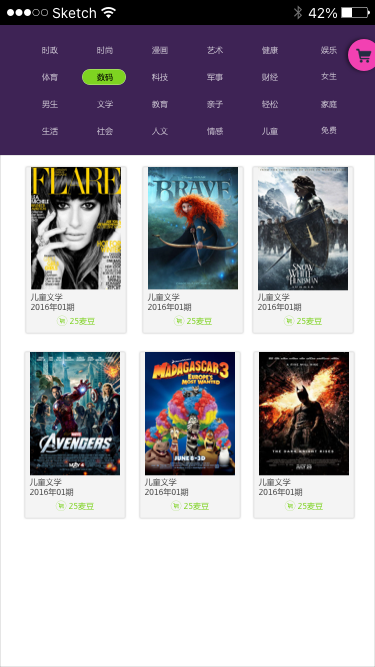 Sketch 42%
时政 时尚 漫画 艺术 健康 娱乐
体育 数码 科技 军事 财经 女生
男生 文学 教育 亲子 轻松 家庭
生活 社会 人文 情感 儿童 免费
FLARE
BRAVE
SNOW WHITE
HUNTSMAN
SUMMER
儿童文学 儿童文学 儿童文学
2016年01期 2016年01期 2016年01期
25麦豆 25麦豆 25麦豆
AVENGERS
MADAGASCAR 3
EUROPE'S
MOST WANTED
JUNE 8 · 3D
THE DARK KNIGHT RISES
儿童文学 儿童文学 儿童文学
2016年01期 2016年01期 2016年01期
25麦豆 25麦豆 25麦豆